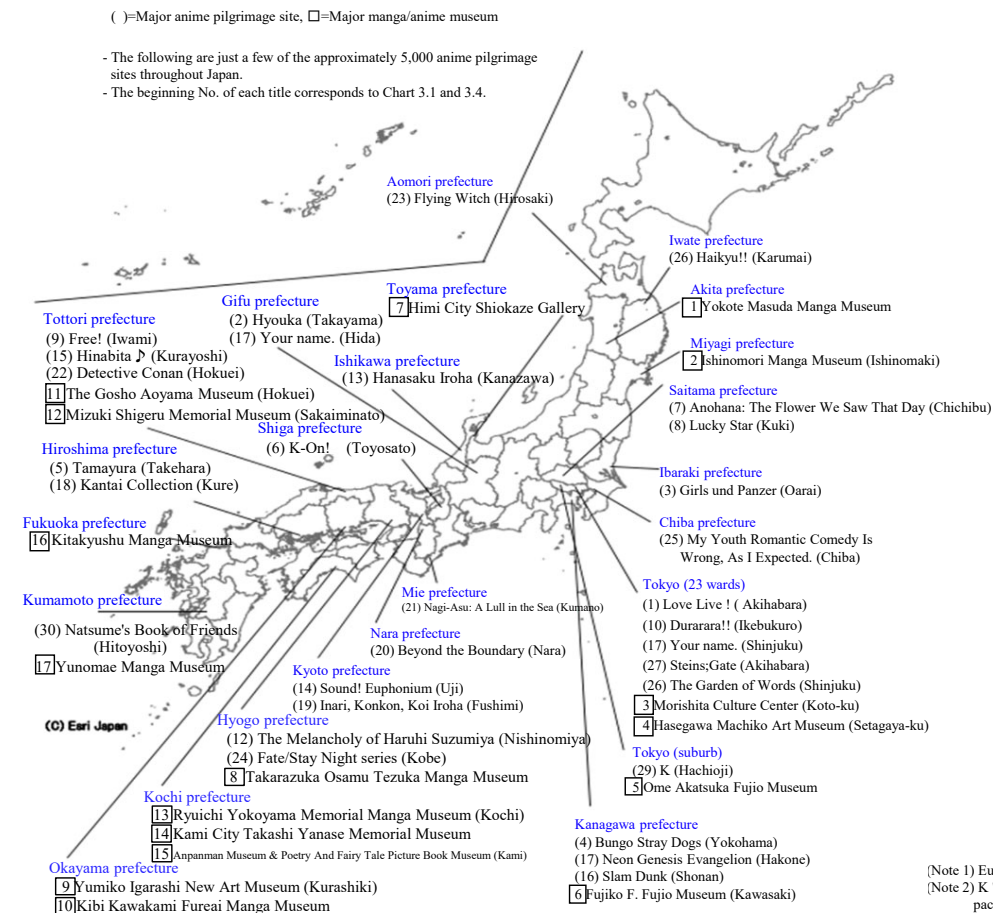 ( )=Major anime pilgrimage site, □=Major manga/anime museum
- The following are just a few of the approximately 5,000 anime pilgrimage
sites throughout Japan.
- The beginning No. of each title corresponds to Chart 3.1 and 3.4.
Aomori prefecture
(23) Flying Witch (Hirosaki)
Iwate prefecture
(26) Haikyu!! (Karumai)
Akita prefecture
1 Yokote Masuda Manga Museum
Miyagi prefecture
2 Ishinomori Manga Museum (Ishinomaki)
Saitama prefecture
(7) Anohana: The Flower We Saw That Day (Chichibu)
(8) Lucky Star (Kuki)
Ibaraki prefecture
(3) Girls und Panzer (Oarai)
Chiba prefecture
(25) My Youth Romantic Comedy Is
Wrong, As I Expected. (Chiba)
Tokyo (23 wards)
(1) Love Live ! ( Akihabara)
(10) Durarara!! (Ikebukuro)
(17) Your name. (Shinjuku)
(27) Steins;Gate (Akihabara)
(26) The Garden of Words (Shinjuku)
3 Morishita Culture Center (Koto-ku)
4 Hasegawa Machiko Art Museum (Setagaya-ku)
Tokyo (suburb)
(29) K (Hachioji)
5 Ome Akatsuka Fujio Museum
Kanagawa prefecture
(4) Bungo Stray Dogs (Yokohama)
(17) Neon Genesis Evangelion (Hakone)
(16) Slam Dunk (Shonan)
6 Fujiko F. Fujio Museum (Kawasaki)
Toyama prefecture
7 Himi City Shiokaze Gallery
Gifu prefecture
(2) Hyouka (Takayama)
(17) Your name. (Hida)
Ishikawa prefecture
(13) Hanasaku Iroha (Kanazawa)
Tottori prefecture
(9) Free! (Iwami)
(15) Hinabita ♪ (Kurayoshi)
(22) Detective Conan (Hokuei)
11 The Gosho Aoyama Museum (Hokuei)
12 Mizuki Shigeru Memorial Museum (Sakaiminato)
Shiga prefecture
(6) K-On! (Toyosato)
Hiroshima prefecture
(5) Tamayura (Takehara)
(18) Kantai Collection (Kure)
Fukuoka prefecture
16 Kitakyushu Manga Museum
Kumamoto prefecture
(30) Natsume's Book of Friends
(Hitoyoshi)
17 Yunomae Manga Museum
Mie prefecture
(21) Nagi-Asu: A Lull in the Sea (Kumano)
Nara prefecture
(20) Beyond the Boundary (Nara)
Kyoto prefecture
(14) Sound! Euphonium (Uji)
(19) Inari, Konkon, Koi Iroha (Fushimi)
Hyogo prefecture
(12) The Melancholy of Haruhi Suzumiya (Nishinomiya)
(24) Fate/Stay Night series (Kobe)
8 Takarazuka Osamu Tezuka Manga Museum
Kochi prefecture
13 Ryuichi Yokoyama Memorial Manga Museum (Kochi)
14 Kami City Takashi Yanase Memorial Museum
15 Anpanman Museum & Poetry And Fairy Tale Picture Book Museum (Kami)
Okayama prefecture
9 Yumiko Igarashi New Art Museum (Kurashiki)
10 Kibi Kawakami Fureai Manga Museum
(C) Esri Japan
(Note 1) Eu
(Note 2) K
pac